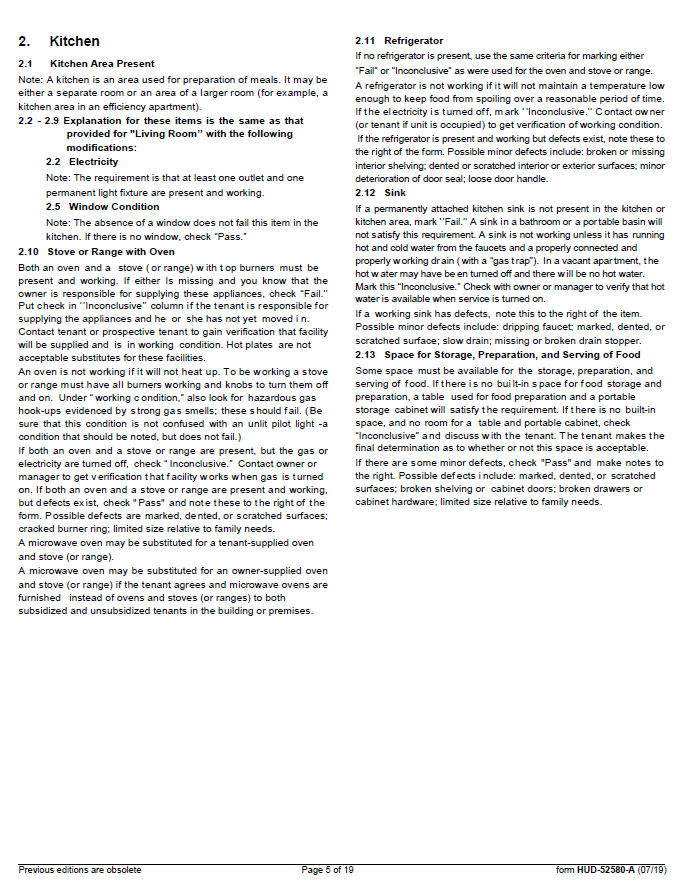 2. Kitchen
2.1 Kitchen Area Present
Note: A kitchen is an area used for preparation of meals. It may be
either a separate room or an area of a larger room (for example, a
kitchen area in an efficiency apartment).
2.2 - 2.9 Explanation for these items is the same as that
provided for "Living Room” with the following
modifications:
2.2 Electricity
Note: The requirement is that at least one outlet and one
permanent light fixture are present and working.
2.5 Window Condition
Note: The absence of a window does not fail this item in the
kitchen. If there is no window, check “Pass.”
2.10 Stove or Range with Oven
Both an oven and a stove (or range) with top burners must be
present and working. If either Is missing and you know that the
owner is responsible for supplying these appliances, check “Fail.”
Put check in ’’Inconclusive” column if the tenant is responsible for
supplying the appliances and he or she has not yet moved in.
Contact tenant or prospective tenant to gain verification that facility
will be supplied and is in working condition. Hot plates are not
acceptable substitutes for these facilities.
An oven is not working if it will not heat up. To be working a stove
or range must have all burners working and knobs to turn them off
and on. Under “working condition,” also look for hazardous gas
hook-ups evidenced by strong gas smells; these should fail. (Be
sure that this condition is not confused with an unlit pilot light -a
condition that should be noted, but does not fail.)
If both an oven and a stove or range are present, but the gas or
electricity are turned off, check “Inconclusive.” Contact owner or
manager to get verification that facility works when gas is turned
on. If both an oven and a stove or range are present and working,
but defects exist, check "Pass" and note these to the right of the
form. Possible defects are marked, dented, or scratched surfaces;
cracked burner ring; limited size relative to family needs.
A microwave oven may be substituted for a tenant-supplied oven
and stove (or range).
A microwave oven may be substituted for an owner-supplied oven
and stove (or range) if the tenant agrees and microwave ovens are
furnished instead of ovens and stoves (or ranges) to both
subsidized and unsubsidized tenants in the building or premises.
2.11 Refrigerator
If no refrigerator is present, use the same criteria for marking either
“Fail” or “Inconclusive” as were used for the oven and stove or range.
A refrigerator is not working if it will not maintain a temperature low
enough to keep food from spoiling over a reasonable period of time.
If the electricity is turned off, mark ’’Inconclusive.” Contact owner
(or tenant if unit is occupied) to get verification of working condition.
If the refrigerator is present and working but defects exist, note these to
the right of the form. Possible minor defects include: broken or missing
interior shelving; dented or scratched interior or exterior surfaces; minor
deterioration of door seal; loose door handle.
2.12 Sink
If a permanently attached kitchen sink is not present in the kitchen or
kitchen area, mark ’’Fail.” A sink in a bathroom or a portable basin will
not satisfy this requirement. A sink is not working unless it has running
hot and cold water from the faucets and a properly connected and
properly working drain (with a “gas trap”). In a vacant apartment, the
hot water may have been turned off and there will be no hot water.
Mark this “Inconclusive.” Check with owner or manager to verify that hot
water is available when service is turned on.
If a working sink has defects, note this to the right of the item.
Possible minor defects include: dripping faucet; marked, dented, or
scratched surface; slow drain; missing or broken drain stopper.
2.13 Space for Storage, Preparation, and Serving of Food
Some space must be available for the storage, preparation, and
serving of food. If there is no built-in space for food storage and
preparation, a table used for food preparation and a portable
storage cabinet will satisfy the requirement. If there is no built-in
space, and no room for a table and portable cabinet, check
“Inconclusive” and discuss with the tenant. The tenant makes the
final determination as to whether or not this space is acceptable.
If there are some minor defects, check "Pass" and make notes to
the right. Possible defects include: marked, dented, or scratched
surfaces; broken shelving or cabinet doors; broken drawers or
cabinet hardware; limited size relative to family needs.
Previous editions are obsolete Page 5 of 19 form HUD-52580-A (07/19)